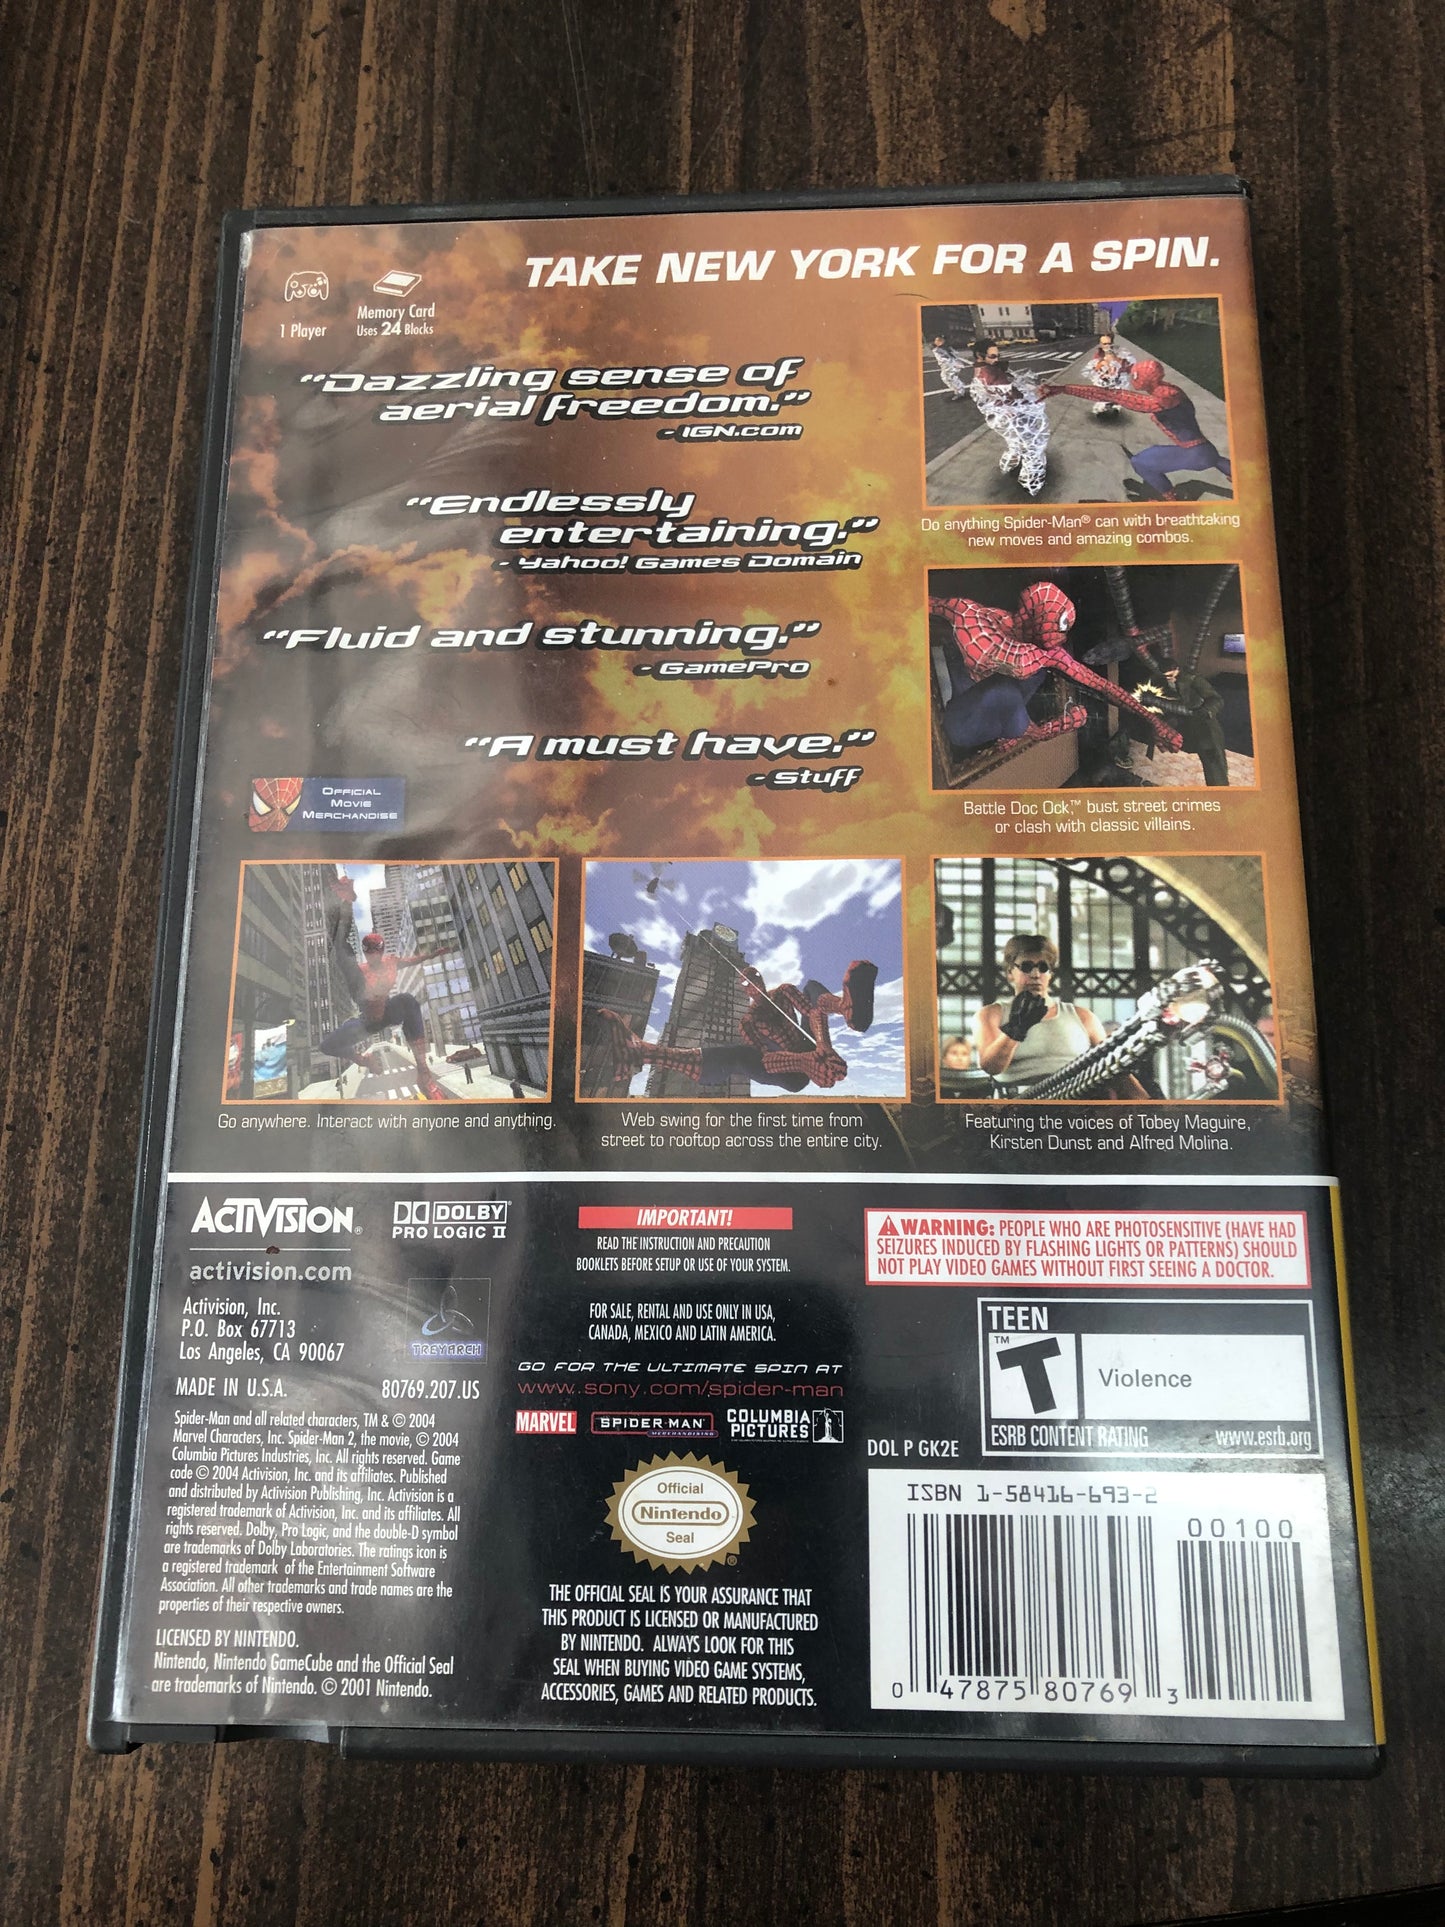 TAKE NEW YORK FOR A SPIN.
1 Player
Memory Card
Uses 24 Blocks
"Dazzling sense of
aerial freedom."
- IGN.com
"Endlessly
entertaining."
- Yahoo! Games Domain
"Fluid and stunning."
- GamePro
"A must have."
- Stuff
OFFICIAL
MOVIE
MERCHANDISE
Do anything Spider-Man® can with breathtaking
new moves and amazing combos.
Battle Doc Ock,™ bust street crimes
or clash with classic villains.
Go anywhere. Interact with anyone and anything.
Web swing for the first time from
street to rooftop across the entire city.
Featuring the voices of Tobey Maguire,
Kirsten Dunst and Alfred Molina.
ACTIVISION®
activision.com
Activision, Inc.
P.O. Box 67713
Los Angeles, CA 90067
MADE IN U.S.A.
80769.207.US
DOLBY
PRO LOGIC II
TREYARCH
Spider-Man and all related characters, TM & © 2004
Marvel Characters, Inc. Spider-Man 2, the movie, © 2004
Columbia Pictures Industries, Inc. All rights reserved. Game
code © 2004 Activision, Inc. and its affiliates. Published
and distributed by Activision Publishing, Inc. Activision is a
registered trademark of Activision, Inc. and its affiliates. All
rights reserved. Dolby, Pro Logic, and the double-D symbol
are trademarks of Dolby Laboratories. The ratings icon is
a registered trademark of the Entertainment Software
Association. All other trademarks and trade names are the
properties of their respective owners.
LICENSED BY NINTENDO.
Nintendo, Nintendo GameCube and the Official Seal
are trademarks of Nintendo. © 2001 Nintendo.
IMPORTANT!
READ THE INSTRUCTION AND PRECAUTION
BOOKLETS BEFORE SETUP OR USE OF YOUR SYSTEM.
FOR SALE, RENTAL AND USE ONLY IN USA,
CANADA, MEXICO AND LATIN AMERICA.
GO FOR THE ULTIMATE SPIN AT
www.sony.com/spider-man
MARVEL
SPIDER-MAN
MERCHANDISING
COLUMBIA
PICTURES
Official
Nintendo
Seal
®
THE OFFICIAL SEAL IS YOUR ASSURANCE THAT
THIS PRODUCT IS LICENSED OR MANUFACTURED
BY NINTENDO. ALWAYS LOOK FOR THIS
SEAL WHEN BUYING VIDEO GAME SYSTEMS,
ACCESSORIES, GAMES AND RELATED PRODUCTS.
WARNING: PEOPLE WHO ARE PHOTOSENSITIVE (HAVE HAD
SEIZURES INDUCED BY FLASHING LIGHTS OR PATTERNS) SHOULD
NOT PLAY VIDEO GAMES WITHOUT FIRST SEEING A DOCTOR.
TEEN
TM
T
Violence
ESRB CONTENT RATING
www.esrb.org
DOL P GK2E
ISBN 1-58416-693-2
00100
0 47875 80769 3